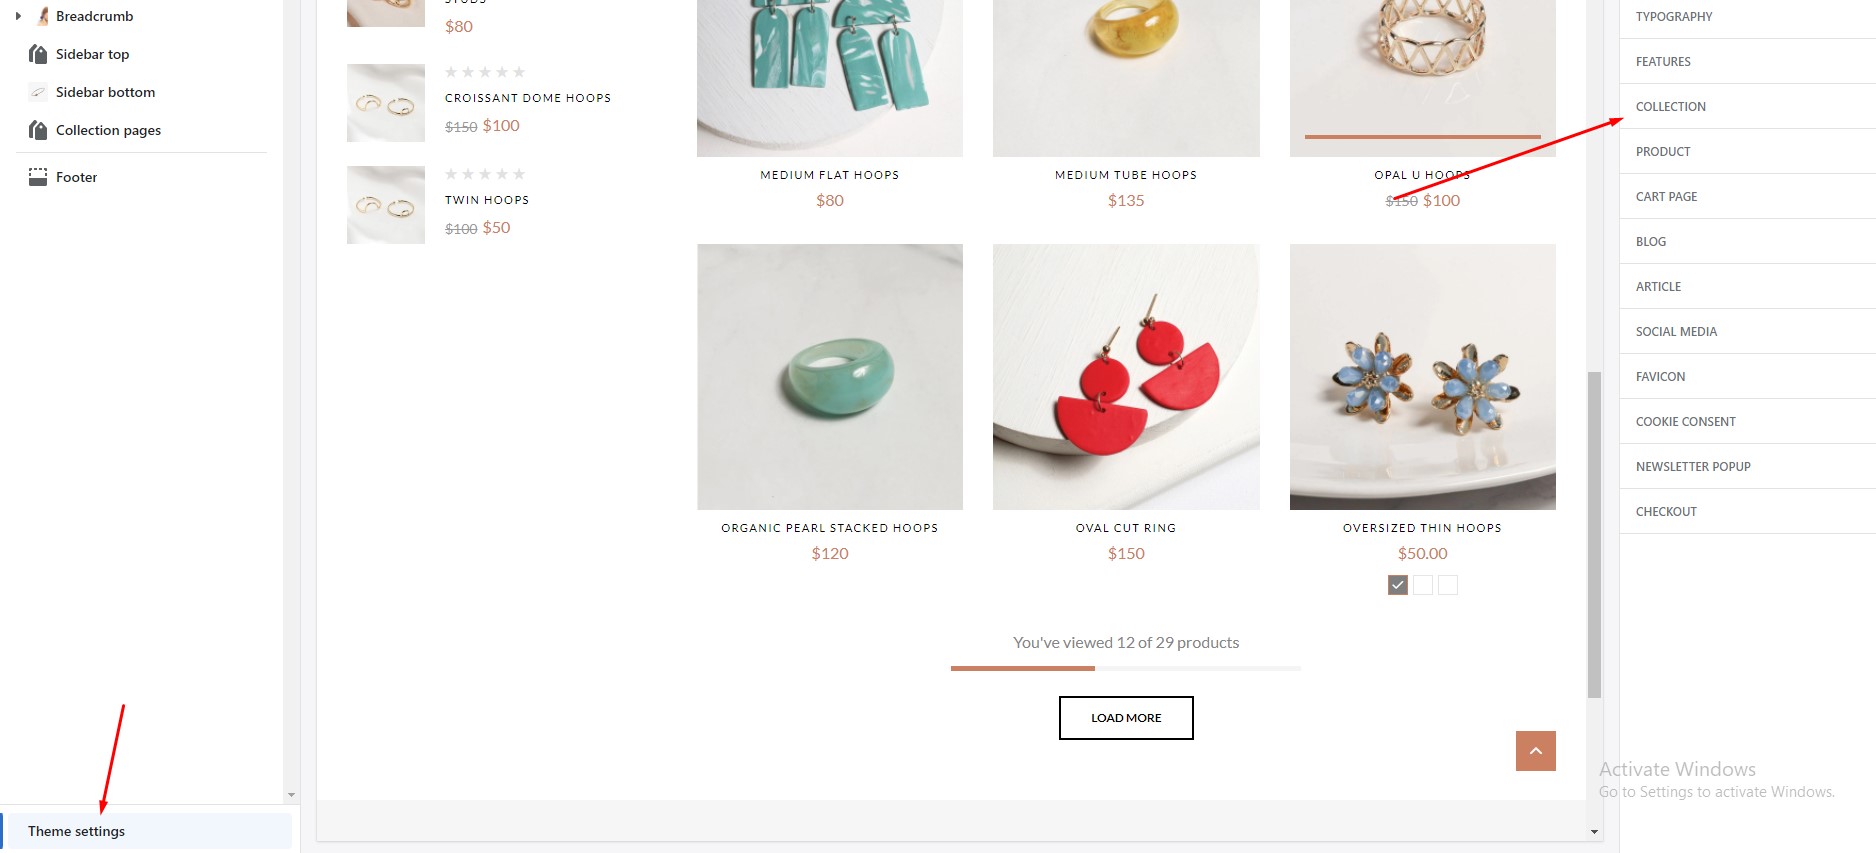 Breadcrumb
Sidebar top
Sidebar bottom
Collection pages
Footer
Theme settings
STUDS
$80
CROISSANT DOME HOOPS
$150 $100
TWIN HOOPS
$100 $50
MEDIUM FLAT HOOPS
$80
MEDIUM TUBE HOOPS
$135
OPAL U HOOPS
$150 $100
ORGANIC PEARL STACKED HOOPS
$120
OVAL CUT RING
$150
OVERSIZED THIN HOOPS
$50.00
You've viewed 12 of 29 products
LOAD MORE
TYPOGRAPHY
FEATURES
COLLECTION
PRODUCT
CART PAGE
BLOG
ARTICLE
SOCIAL MEDIA
FAVICON
COOKIE CONSENT
NEWSLETTER POPUP
CHECKOUT
Activate Windows
Go to Settings to activate Windows.